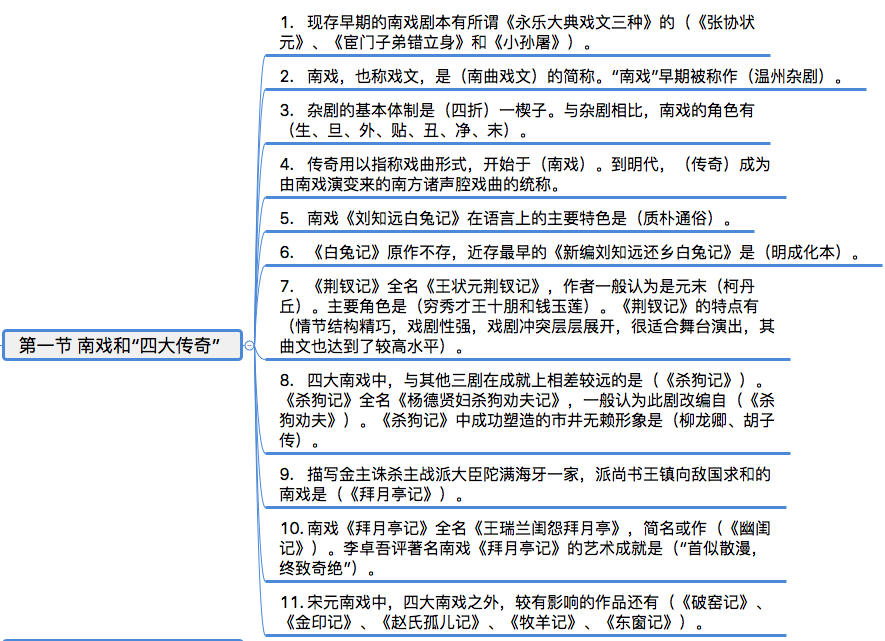 1. 现存早期的南戏剧本有所谓《永乐大典戏文三种》的（《张协状
元》、《宦门子弟错立身》和《小孙屠》）。
2. 南戏，也称戏文，是（南曲戏文）的简称。“南戏”早期被称作（温州杂剧）。
3. 杂剧的基本体制是（四折）一楔子。与杂剧相比，南戏的角色有
（生、旦、外、贴、丑、净、末）。
4. 传奇用以指称戏曲形式，开始于（南戏）。到明代，（传奇）成为
由南戏演变来的南方诸声腔戏曲的统称。
5. 南戏《刘知远白兔记》在语言上的主要特色是（质朴通俗）。
6. 《白兔记》原作不存，近存最早的《新编刘知远还乡白兔记》是（明成化本）。
7. 《荆钗记》全名《王状元荆钗记》，作者一般认为是元末（柯丹
丘）。主要角色是（穷秀才王十朋和钱玉莲）。《荆钗记》的特点有
（情节结构精巧，戏剧性强，戏剧冲突层层展开，很适合舞台演出，其
曲文也达到了较高水平）。
第一节 南戏和“四大传奇”
8. 四大南戏中，与其他三剧在成就上相差较远的是（《杀狗记》）。
《杀狗记》全名《杨德贤妇杀狗劝夫记》，一般认为此剧改编自（《杀
狗劝夫》）。《杀狗记》中成功塑造的市井无赖形象是（柳龙卿、胡子
传）。
9. 描写金主诛杀主战派大臣陀满海牙一家，派尚书王镇向敌国求和的
南戏是（《拜月亭记》）。
10. 南戏《拜月亭记》全名《王瑞兰闺怨拜月亭》，简名或作（《幽闺
记》）。李卓吾评著名南戏《拜月亭记》的艺术成就是（“首似散漫，
终致奇绝”）。
11. 宋元南戏中，四大南戏之外，较有影响的作品还有（《破窑记》、
《金印记》、《赵氏孤儿记》、《牧羊记》、《东窗记》）。